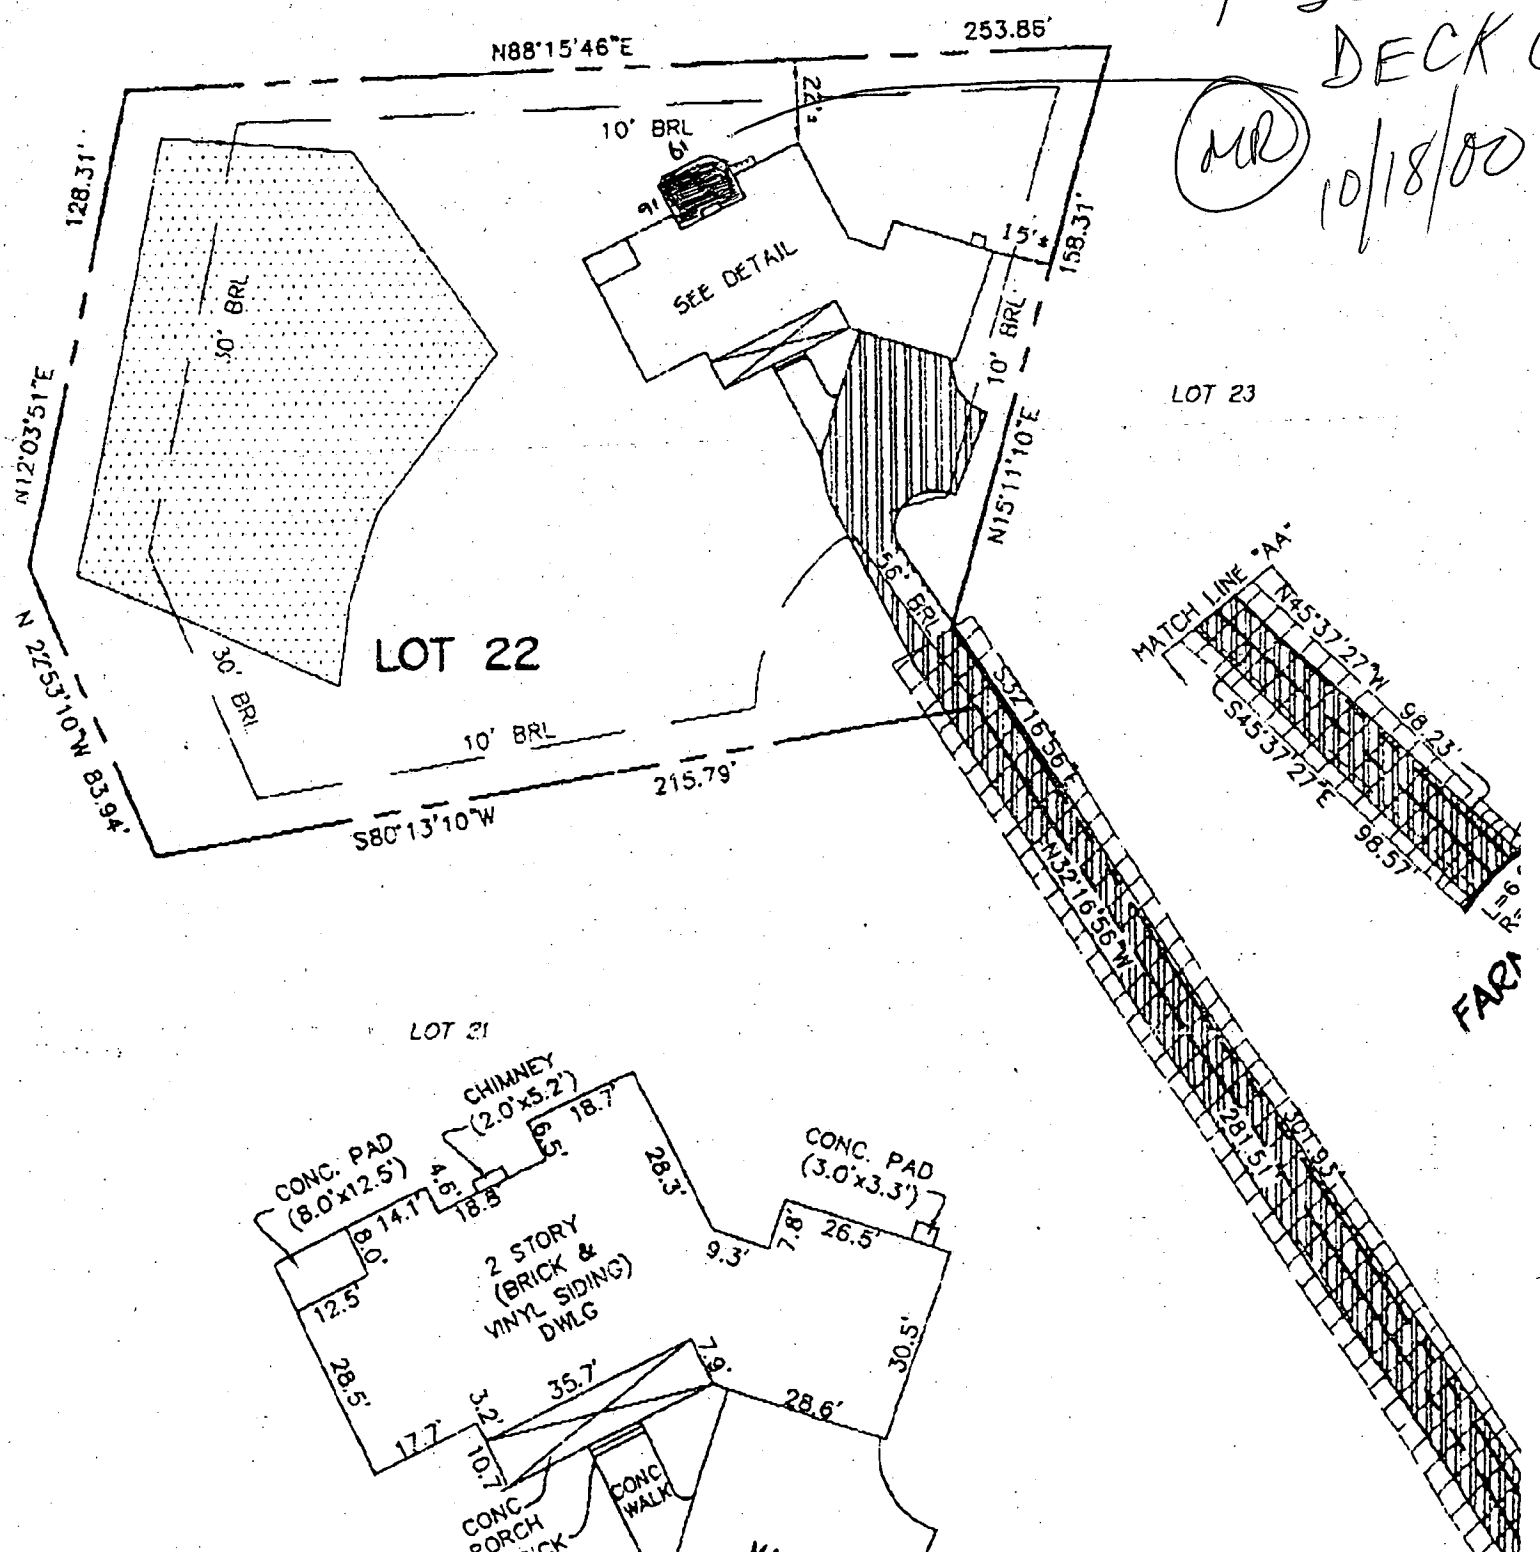 253.86'
N88°15'46"E
DECK
MR
10/18/00
22'±
10' BRL
19
16
128.31'
15'±
158.31'
SEE DETAIL
30' BRL
10' BRL
LOT 23
N12°03'51"E
N15°11'10"E
MATCH LINE "AA"
N45°37'27"W
98.23'
S45°37'27"E
98.57'
56' BRL
LOT 22
N 22°53'10"W 83.94'
30' BRL
S32°16'56"E
10' BRL
215.79'
S80°13'10"W
N32°16'56"W
281.51'
LOT 21
CHIMNEY
(2.0'x5.2')
18.7'
6.5'
CONC. PAD
(8.0'x12.5')
4.6'
14.1'
18.5'
8.0'
28.3'
CONC. PAD
(3.0'x3.3')
9.3'
7.8'
26.5'
2 STORY
(BRICK &
VINYL SIDING)
DWLG
12.5'
28.5'
35.7'
7.9'
30.5'
28.6'
3.2'
17.7'
10.7'
CONC
WALK
CONC
PORCH